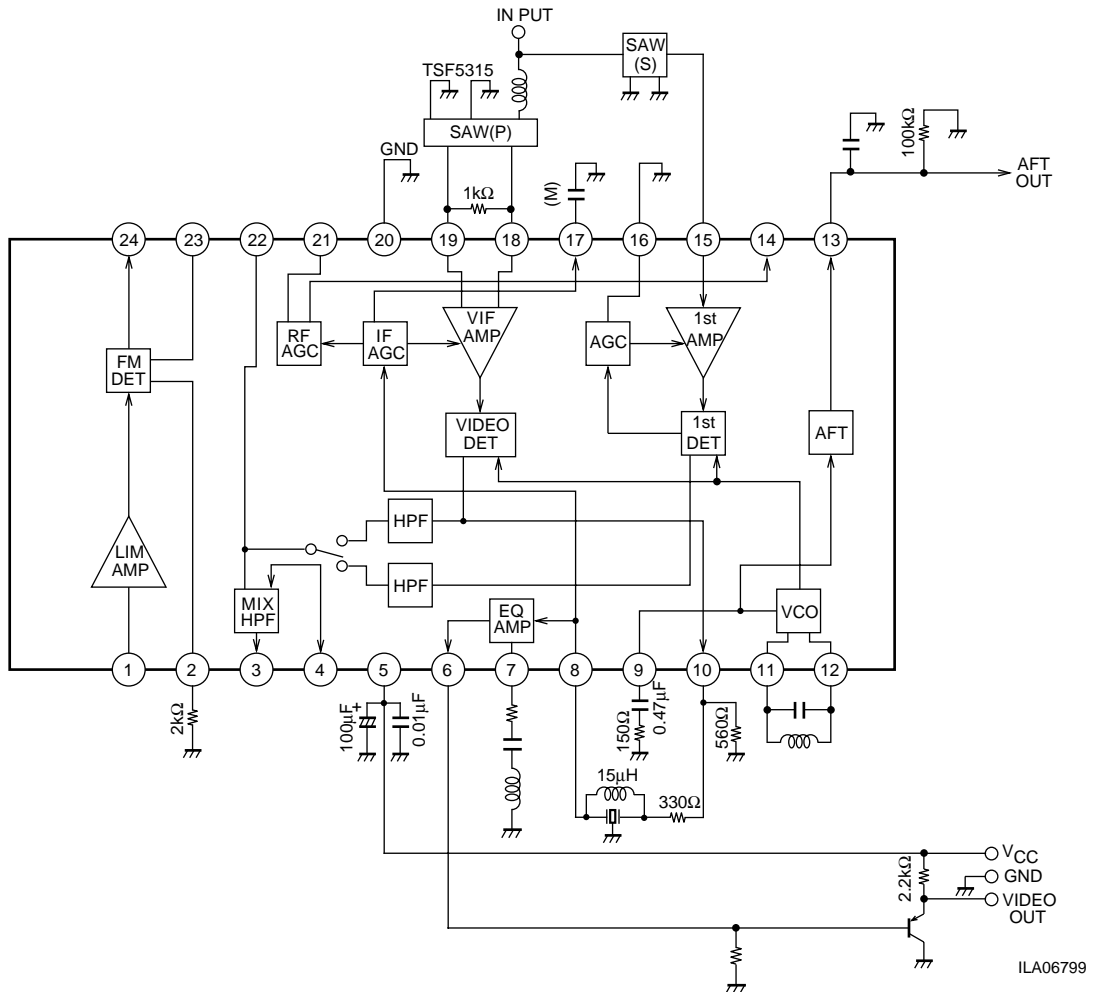 IN PUT
SAW
(S)
TSF5315
SAW(P)
GND
1kΩ
(M)
100kΩ
AFT
OUT
24
23
22
21
20
19
18
17
16
15
14
13
RF
AGC
IF
AGC
VIF
AMP
AGC
1st
AMP
FM
DET
VIDEO
DET
1st
DET
AFT
HPF
LIM
AMP
HPF
MIX
HPF
EQ
AMP
VCO
1
2
3
4
5
6
7
8
9
10
11
12
2kΩ
100µF
+
0.01µF
150Ω
0.47µF
560Ω
15µH
330Ω
VCC
2.2kΩ
GND
VIDEO
OUT
ILA06799